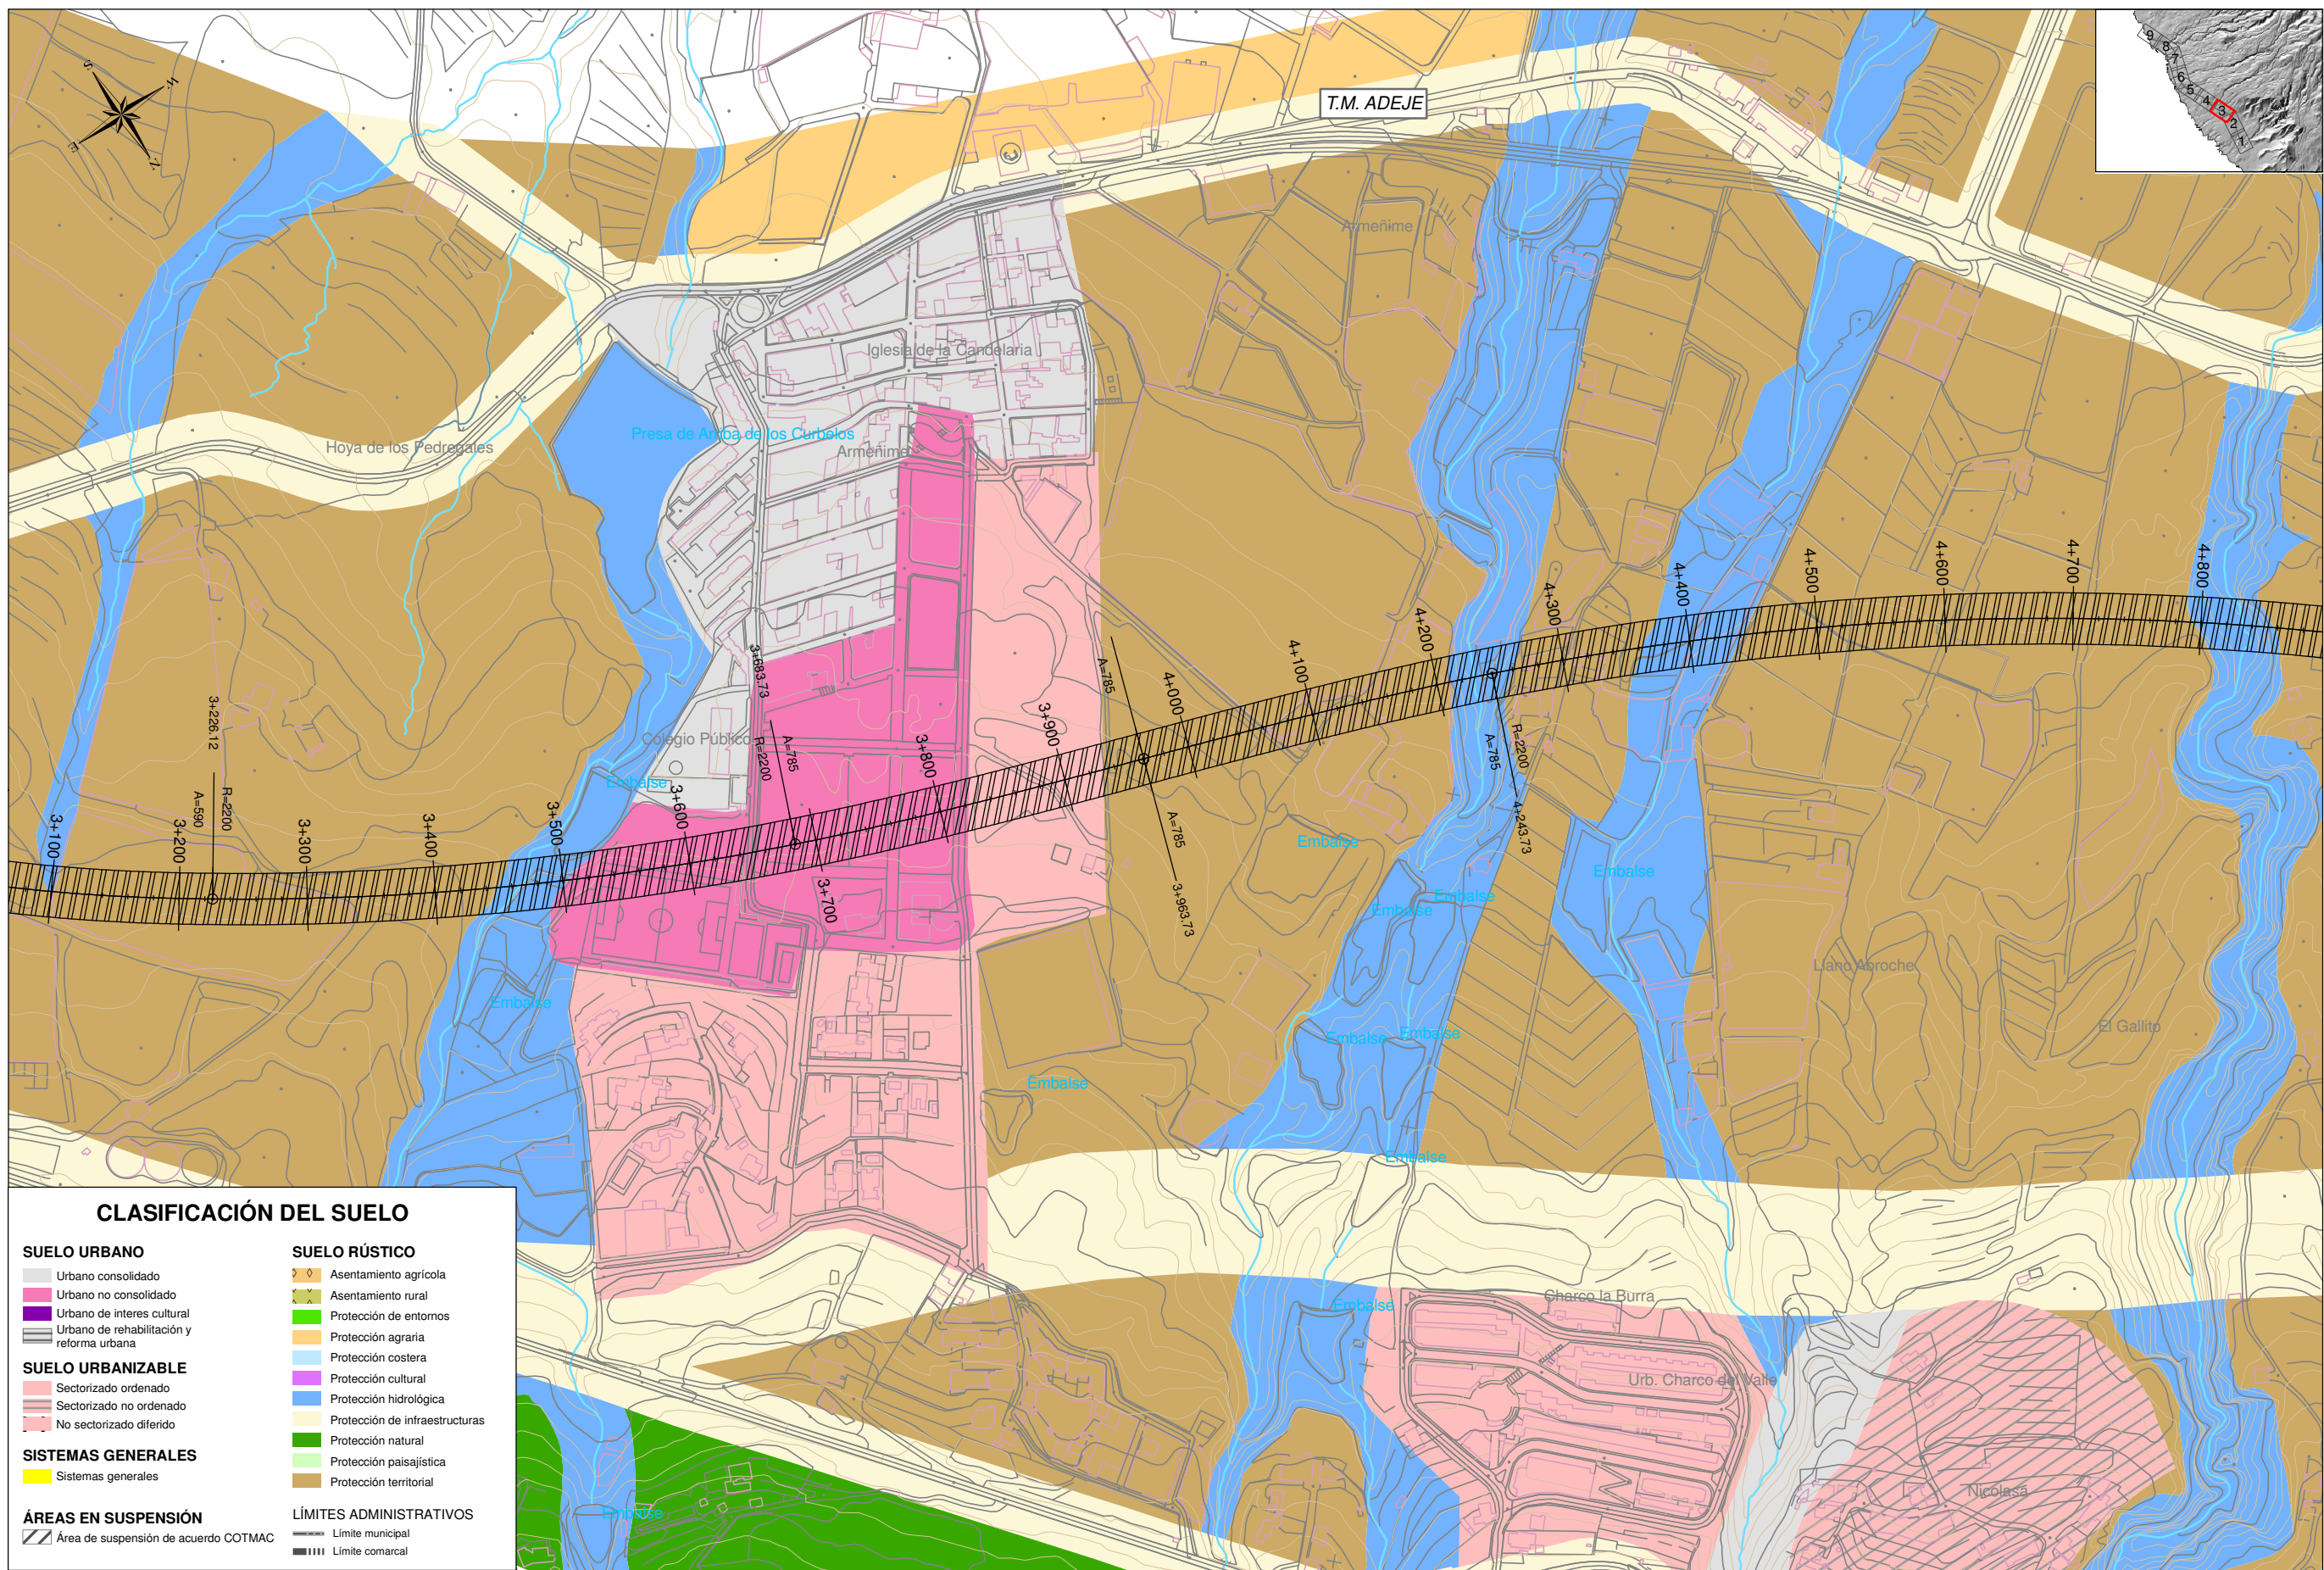 S
W
E
N
T.M. ADEJE
9
8
7
6
5
4
3
2
1
Armeñime
Iglesia de la Candelaria
Hoya de los Pedregales
Presa de Arriba de los Curbelos
Armeñime
Colegio Público
Embalse
3+100
3+200
3+226.12
A=590
R=2200
3+300
3+400
3+500
3+600
3+683.73
R=2200
A=785
3+700
3+800
3+900
A=785
A=785
3+963.73
4+000
4+100
4+200
R=2200
A=785
4+243.73
4+300
4+400
4+500
4+600
4+700
4+800
Embalse
Embalse
Embalse
Embalse
Embalse
Llano Abroche
El Gallito
Embalse
Embalse
Embalse
Embalse
Embalse
Charco la Burra
Urb. Charco del Valle
Nicolasa
Embalse
CLASIFICACIÓN DEL SUELO
SUELO URBANO
Urbano consolidado
Urbano no consolidado
Urbano de interes cultural
Urbano de rehabilitación y
reforma urbana
SUELO URBANIZABLE
Sectorizado ordenado
Sectorizado no ordenado
No sectorizado diferido
SISTEMAS GENERALES
Sistemas generales
ÁREAS EN SUSPENSIÓN
Área de suspensión de acuerdo COTMAC
SUELO RÚSTICO
Asentamiento agrícola
Asentamiento rural
Protección de entornos
Protección agraria
Protección costera
Protección cultural
Protección hidrológica
Protección de infraestructuras
Protección natural
Protección paisajística
Protección territorial
LÍMITES ADMINISTRATIVOS
Límite municipal
Límite comarcal